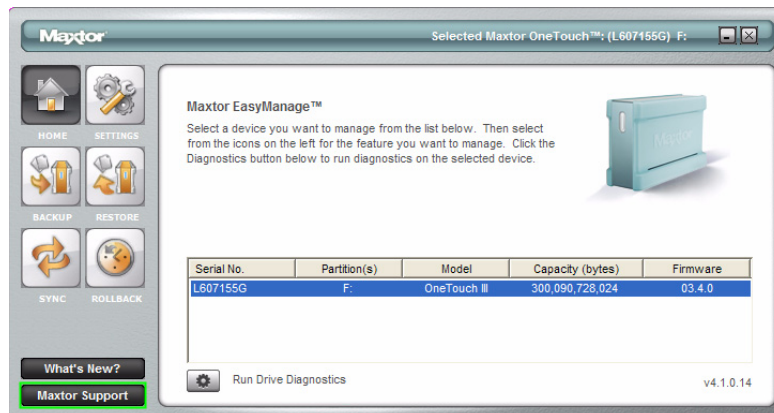 Maxtor
Selected Maxtor OneTouch™: (L607155G) F:
HOME SETTINGS
BACKUP RESTORE
SYNC ROLLBACK
What's New?
Maxtor Support
Maxtor EasyManage™
Select a device you want to manage from the list below. Then select
from the icons on the left for the feature you want to manage. Click the
Diagnostics button below to run diagnostics on the selected device.
Maxtor
Serial No. Partition(s) Model Capacity (bytes) Firmware
L607155G F: OneTouch III 300,090,728,024 03.4.0
Run Drive Diagnostics
v4.1.0.14